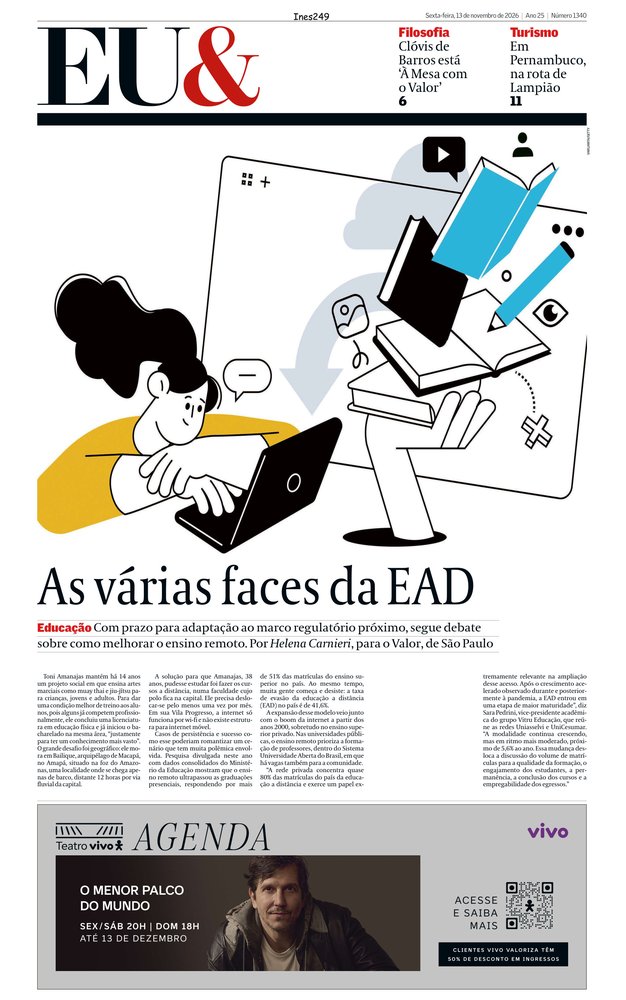 Ines249
Sexta-feira, 13 de novembro de 2026 | Ano 25 | Número 1340
EU&
Filosofia
Clóvis de
Barros está
‘À Mesa com
o Valor’
6
Turismo
Em
Pernambuco,
na rota de
Lampião
11
As várias faces da EAD
Educação Com prazo para adaptação ao marco regulatório próximo, segue debate
sobre como melhorar o ensino remoto. Por Helena Carnieri, para o Valor, de São Paulo
Toni Amanajas mantém há 14 anos
um projeto social em que ensina artes
marciais como muay thai e jiu-jítsu pa-
ra crianças, jovens e adultos. Para dar
uma condição melhor de treino aos alu-
nos, pois alguns já competem profissio-
nalmente, ele concluiu uma licenciatu-
ra em educação física e já iniciou o ba-
charelado na mesma área, “justamente
para ter um conhecimento mais vasto”.
O grande desafio foi geográfico: ele mo-
ra em Bailique, arquipélago de Macapá,
no Amapá, situado na foz do Amazo-
nas, uma localidade onde se chega ape-
nas de barco, distante 12 horas por via
fluvial da capital.
A solução para que Amanajas, 38
anos, pudesse estudar foi fazer os cur-
sos a distância, numa faculdade cujo
polo fica na capital. Ele precisa deslo-
car-se pelo menos uma vez por mês.
Em sua vila Progresso, a internet só
funciona por wi-fi e não existe estrutu-
ra para internet móvel.
Casos de persistência e sucesso co-
mo esse poderiam romantizar um ce-
nário que tem muita polêmica envol-
vida. Pesquisa divulgada neste ano
com dados consolidados do Ministé-
rio da Educação mostram que o ensi-
no remoto ultrapassou as graduações
presenciais, respondendo por mais
de 51% das matrículas do ensino su-
perior no país. Ao mesmo tempo,
muita gente começa e desiste: a taxa
de evasão da educação a distância
(EAD) no país é de 41,6%.
A expansão desse modelo veio junto
com o boom da internet a partir dos
anos 2000, sobretudo no ensino supe-
rior privado. Nas universidades públi-
cas, o ensino remoto prioriza a forma-
ção de professores, dentro do Sistema
Universidade Aberta do Brasil, em que
há vagas também para a comunidade.
“A rede privada concentra quase
80% das matrículas do país da educa-
ção a distância e exerce um papel ex-
tremamente relevante na ampliação
desse acesso. Após o crescimento ace-
lerado observado durante e posterior-
mente à pandemia, a EAD entrou em
uma etapa de maior maturidade”, diz
Sara Pedrini, vice-presidente acadêmi-
ca do grupo Vitru Educação, que reú-
ne as redes Uniasselvi e UniCesumar.
“A modalidade continua crescendo,
mas em ritmo mais moderado, próxi-
mo de 5,6% ao ano. Essa mudança des-
loca a discussão do volume de matrí-
culas para a qualidade da formação, o
engajamento dos estudantes, a per-
manência, a conclusão do cursos e a
empregabilidade dos egressos.”
Teatro vivo AGENDA
vivo
O MENOR PALCO
DO MUNDO
SEX/SÁB 20H | DOM 18H
ATÉ 13 DE DEZEMBRO
ACESSE
E SAIBA
MAIS
CLIENTES VIVO VALORIZA TÊM
50% DE DESCONTO EM INGRESSOS